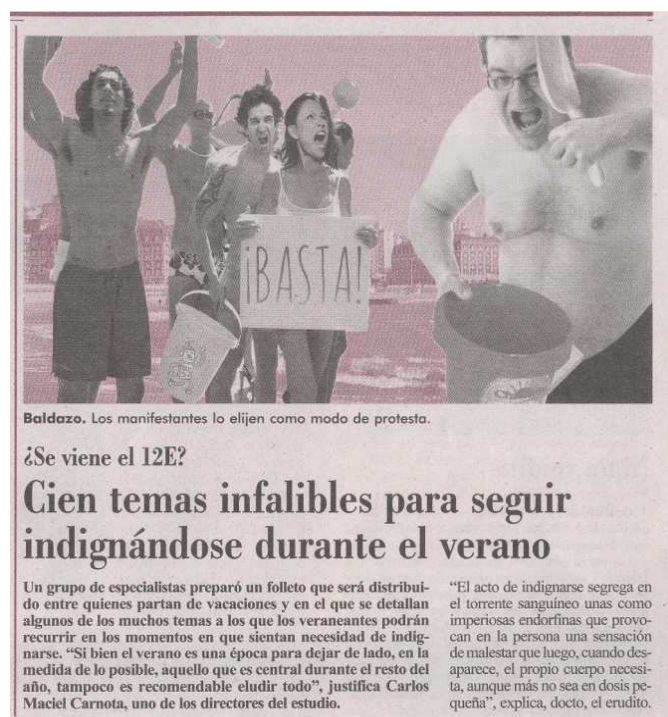 ¡BASTA!
Baldazo. Los manifestantes lo elijen como modo de protesta.
¿Se viene el 12E?
Cien temas infalibles para seguir
indignándose durante el verano
Un grupo de especialistas preparó un folleto que será distribui-
do entre quienes partan de vacaciones y en el que se detallan
algunos de los muchos temas a los que los veraneantes podrán
recurrir en los momentos en que sientan necesidad de indig-
narse. “Si bien el verano es una época para dejar de lado, en la
medida de lo posible, aquello que es central durante el resto del
año, tampoco es recomendable eludir todo”, justifica Carlos
Maciel Carnota, uno de los directores del estudio.
“El acto de indignarse segrega en
el torrente sanguíneo unas como
imperiosas endorfinas que provo-
can en la persona una sensación
de malestar que luego, cuando des-
aparece, el propio cuerpo necesi-
ta, aunque más no sea en dosis pe-
queña”, explica, docto, el erudito.